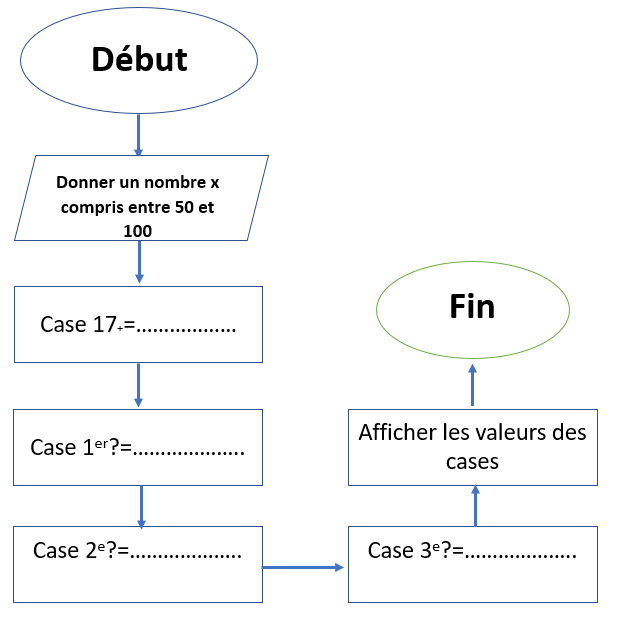 Début
Donner un nombre x
compris entre 50 et
100
Case 17₊=………………
Case 1ᵉʳ?=………………..
Case 2ᵉ?=………………..
Case 3ᵉ?=………………..
Afficher les valeurs des
cases
Fin